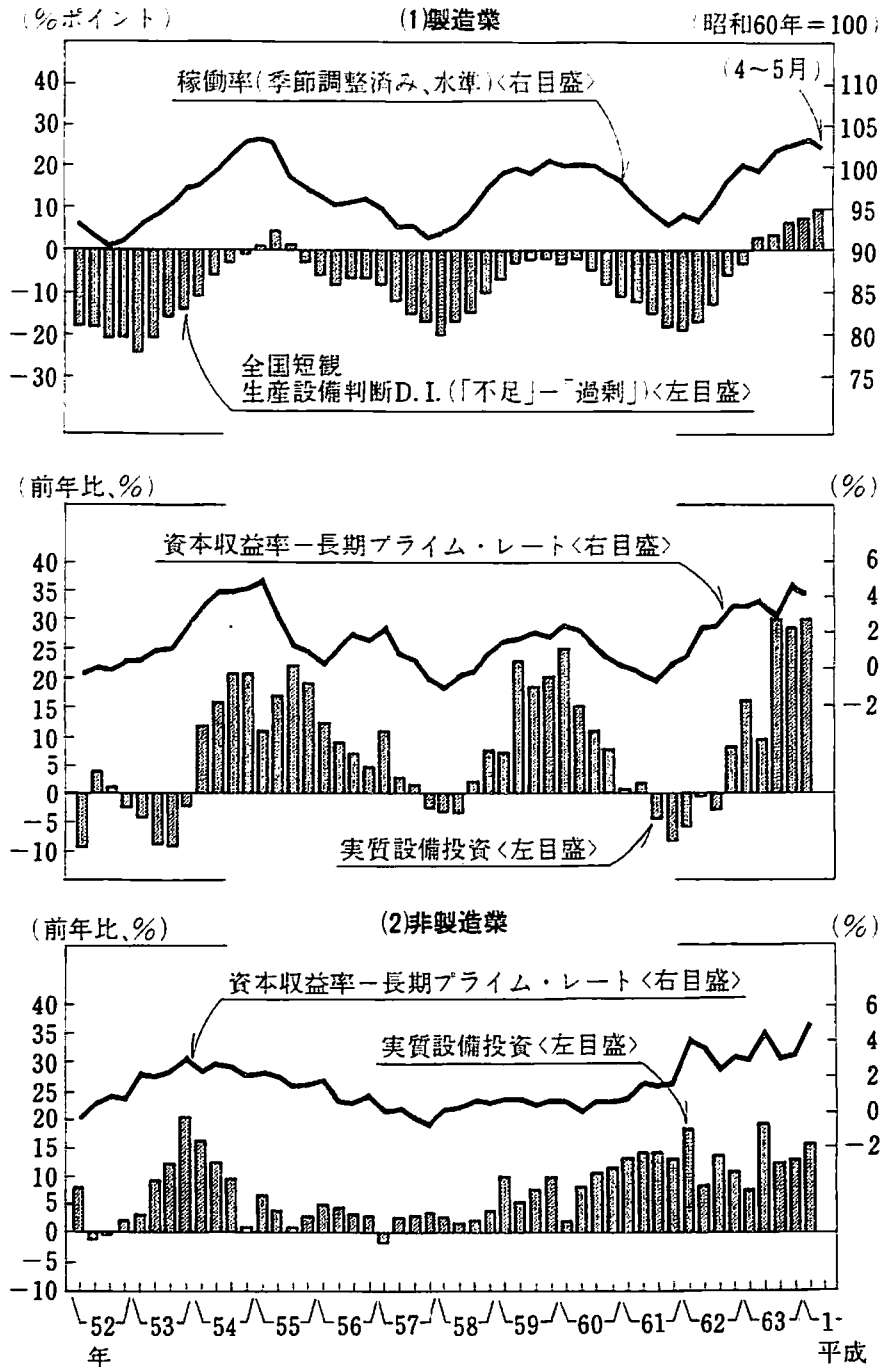 (%ポイント) (1)製造業 (昭和60年=100)
40 110
30 105
20 100
10 95
0 90
-10 85
-20 80
-30 75
稼働率(季節調整済み、水準)<右目盛>
(4~5月)
全国短観
生産設備判断D.I.(「不足」-「過剰」)<左目盛>
(前年比、%) (%)
資本収益率-長期プライム・レート<右目盛>
40 6
35 4
30 2
25 0
20 -2
15
10
5
0
-5
-10
実質設備投資<左目盛>
(前年比、%) (2)非製造業 (%)
資本収益率-長期プライム・レート<右目盛>
実質設備投資<左目盛>
40 6
35 4
30 2
25 0
20 -2
15
10
5
0
-5
-10
52 53 54 55 56 57 58 59 60 61 62 63 1
年 平成